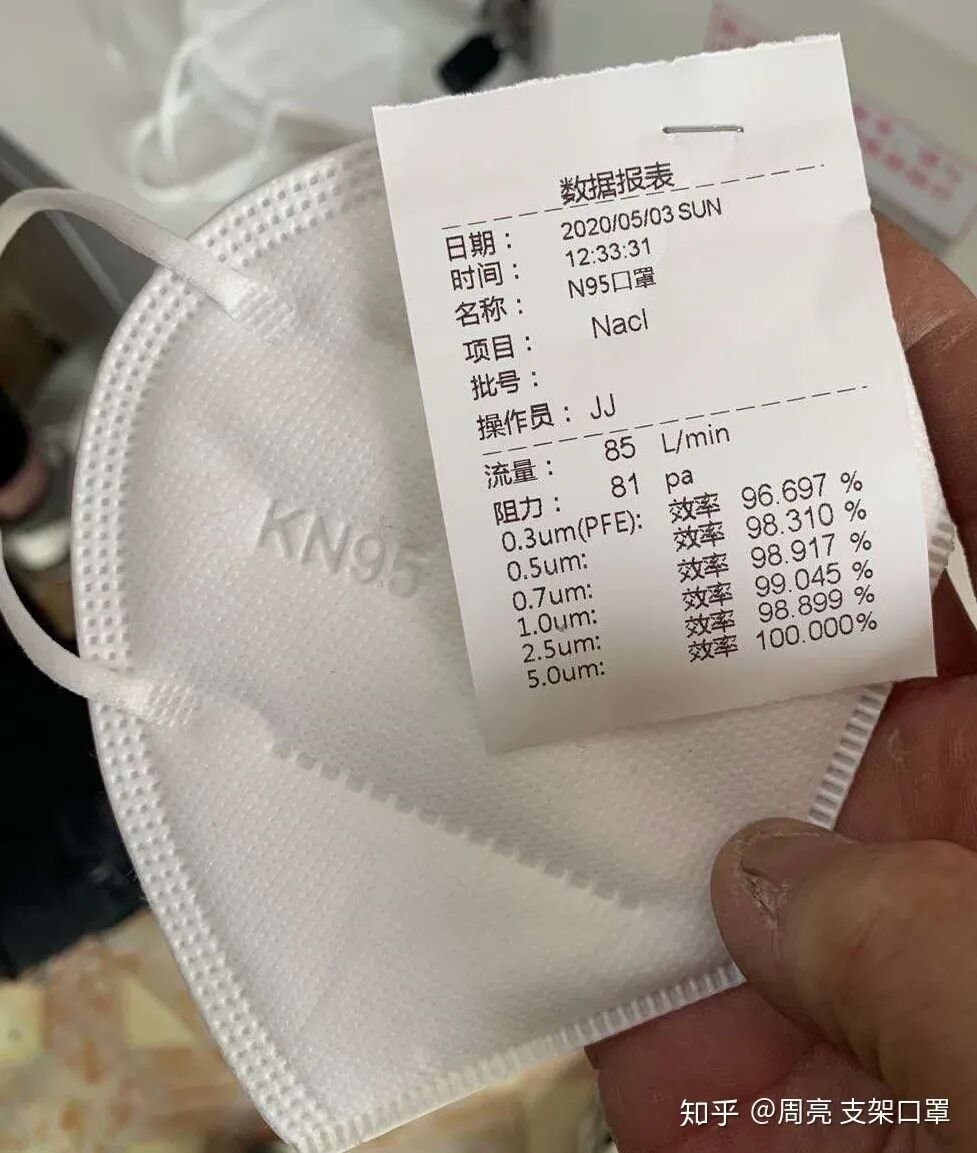 数据报表
日期： 2020/05/03 SUN
时间： 12:33:31
名称： N95口罩
项目： Nacl
批号：
操作员： JJ
流量： 85 L/min
阻力： 81 pa
0.3um(PFE): 效率 96.697 %
0.5um: 效率 98.310 %
0.7um: 效率 98.917 %
1.0um: 效率 99.045 %
2.5um: 效率 98.899 %
5.0um: 效率 100.000%
KN95
知乎 @周亮 支架口罩